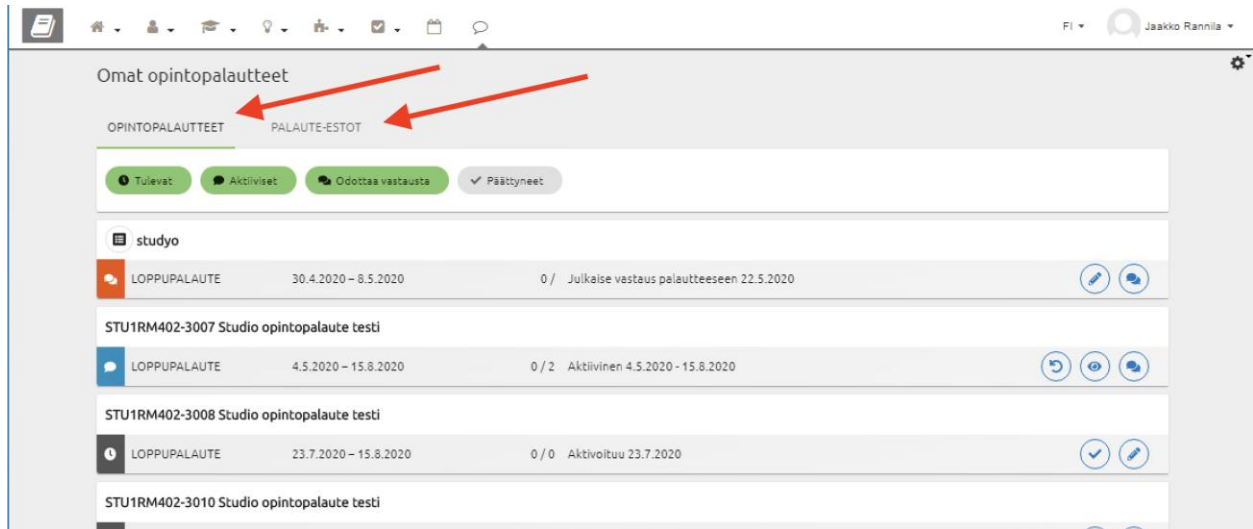 FI Jaakko Rannila
Omat opintopalautteet
OPINTOPALAUTTEET PALAUTE-ESTOT
Tulevat Aktiiviset Odottaa vastausta Päättyneet
studyo
LOPPUPALAUTE 30.4.2020 – 8.5.2020 0 / Julkaise vastaus palautteeseen 22.5.2020
STU1RM402-3007 Studio opintopalaute testi
LOPPUPALAUTE 4.5.2020 – 15.8.2020 0 / 2 Aktiivinen 4.5.2020 - 15.8.2020
STU1RM402-3008 Studio opintopalaute testi
LOPPUPALAUTE 23.7.2020 – 15.8.2020 0 / 0 Aktivoituu 23.7.2020
STU1RM402-3010 Studio opintopalaute testi